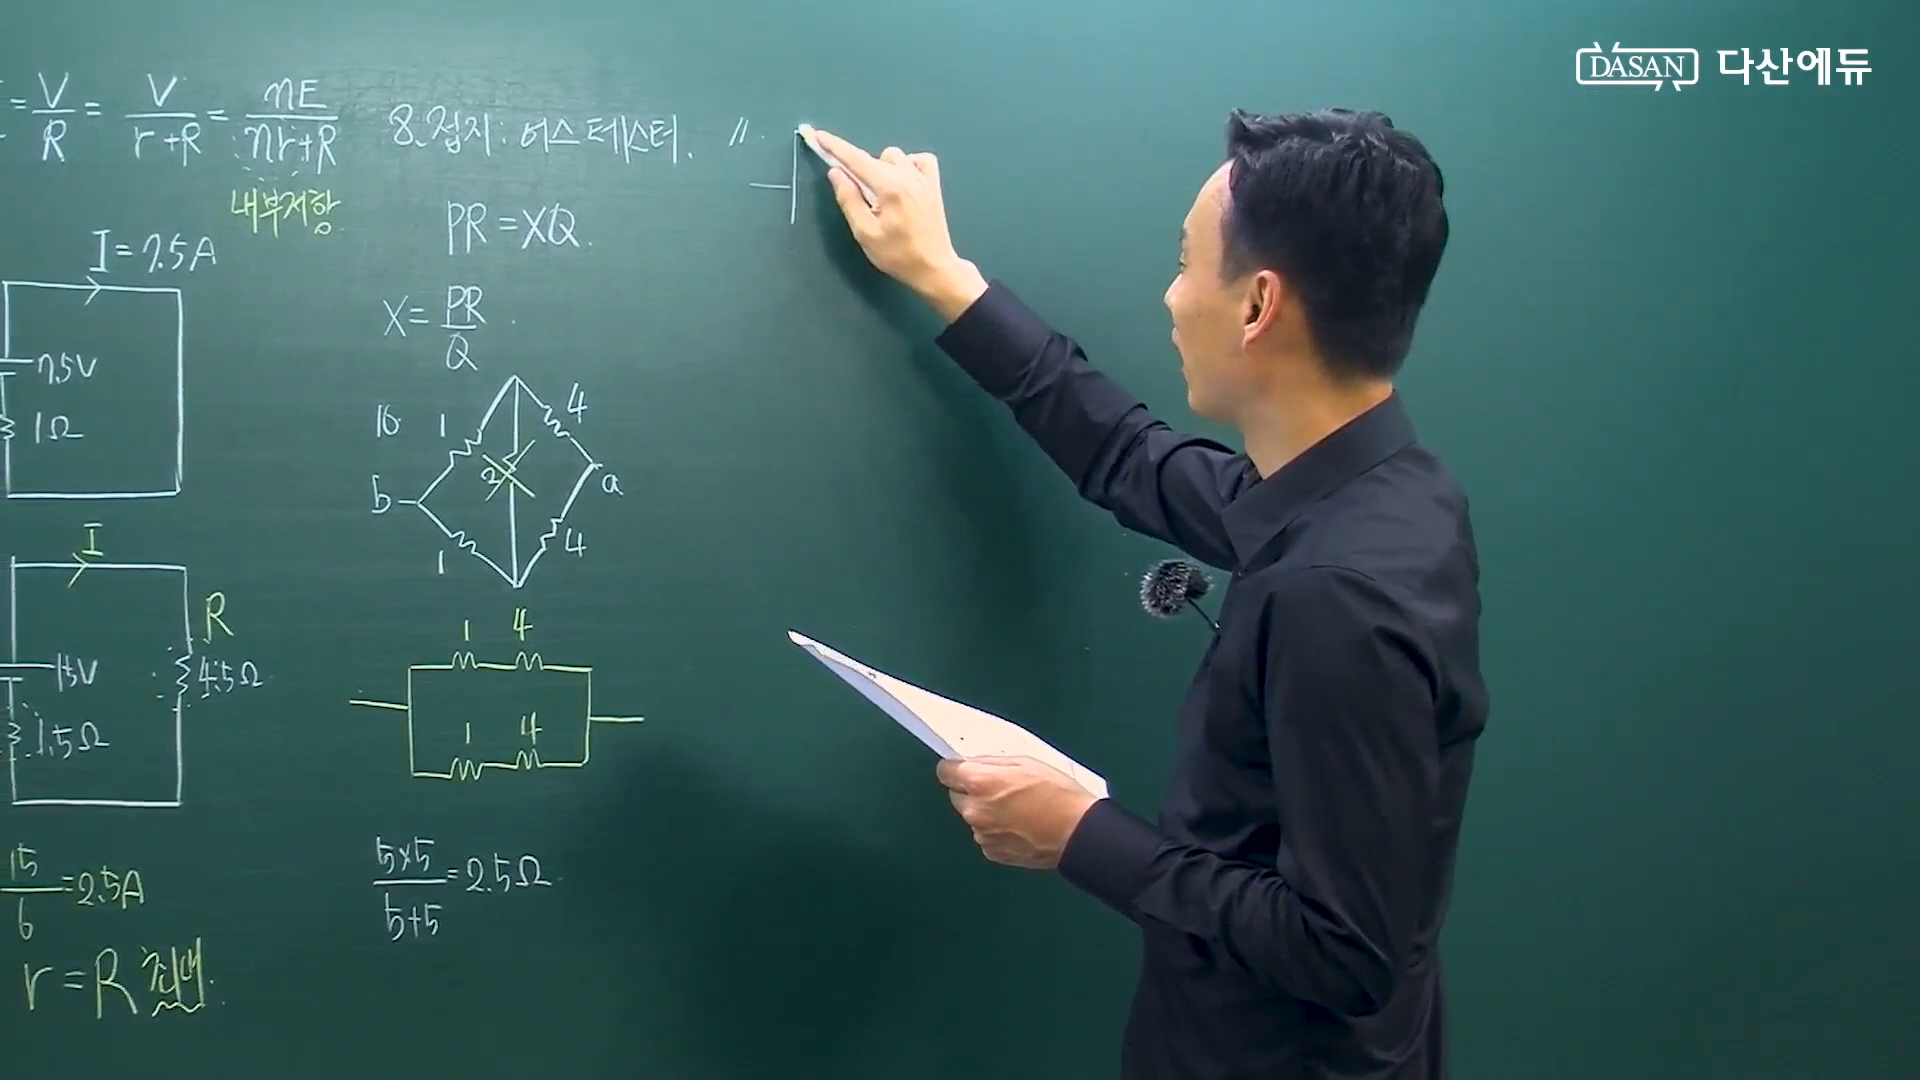 DASAN 다산에듀
= V/R = V/(r+R) = nE/(nr+R)
내부저항
I=7.5A
7.5V
1Ω
I
R
15V
4.5Ω
1.5Ω
15/6 =2.5A
r=R 최대.
8. 접지: 어스테스터.
PR=XQ.
X= PR/Q .
10
1
4
2
b
a
1
4
1 4
1 4
5×5/5+5 =2.5Ω.
11.